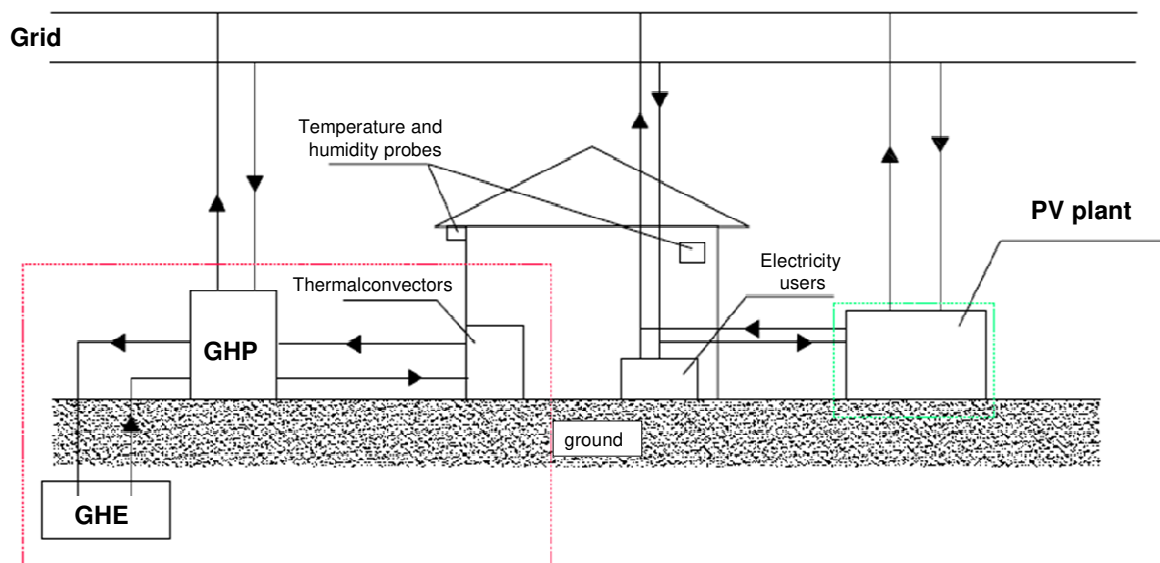 Grid
Temperature and
humidity probes
PV plant
Electricity
users
Thermalconvectors
GHP
ground
GHE